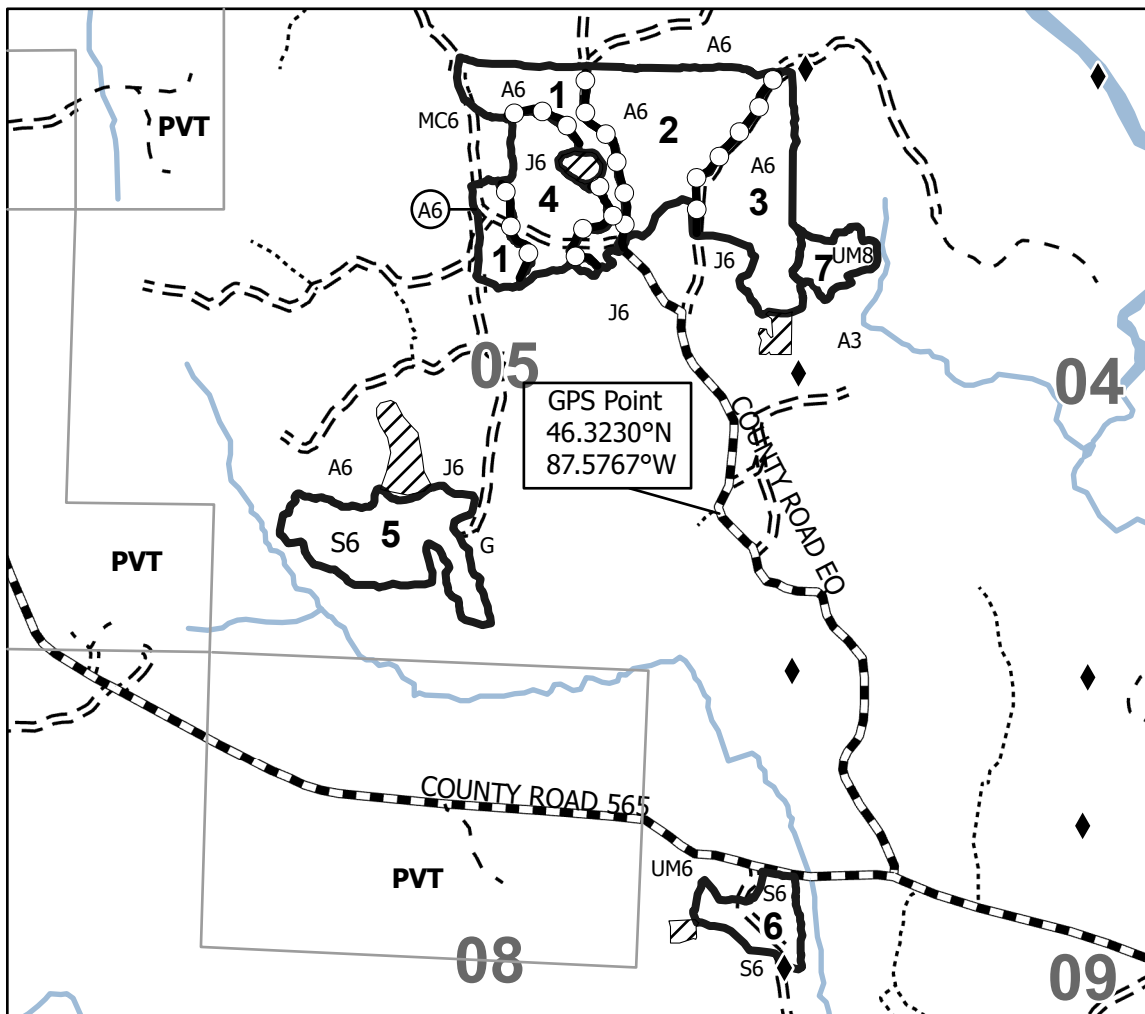 A6
A6
1
A6
MC6
PVT
2
J6
A6
4
3
A6
1
J6
7
UM8
J6
A3
05
04
GPS Point
46.3230°N
87.5767°W
COUNTY ROAD EO
A6
J6
S6
5
G
PVT
COUNTY ROAD 565
UM6
PVT
S6
6
S6
08
09